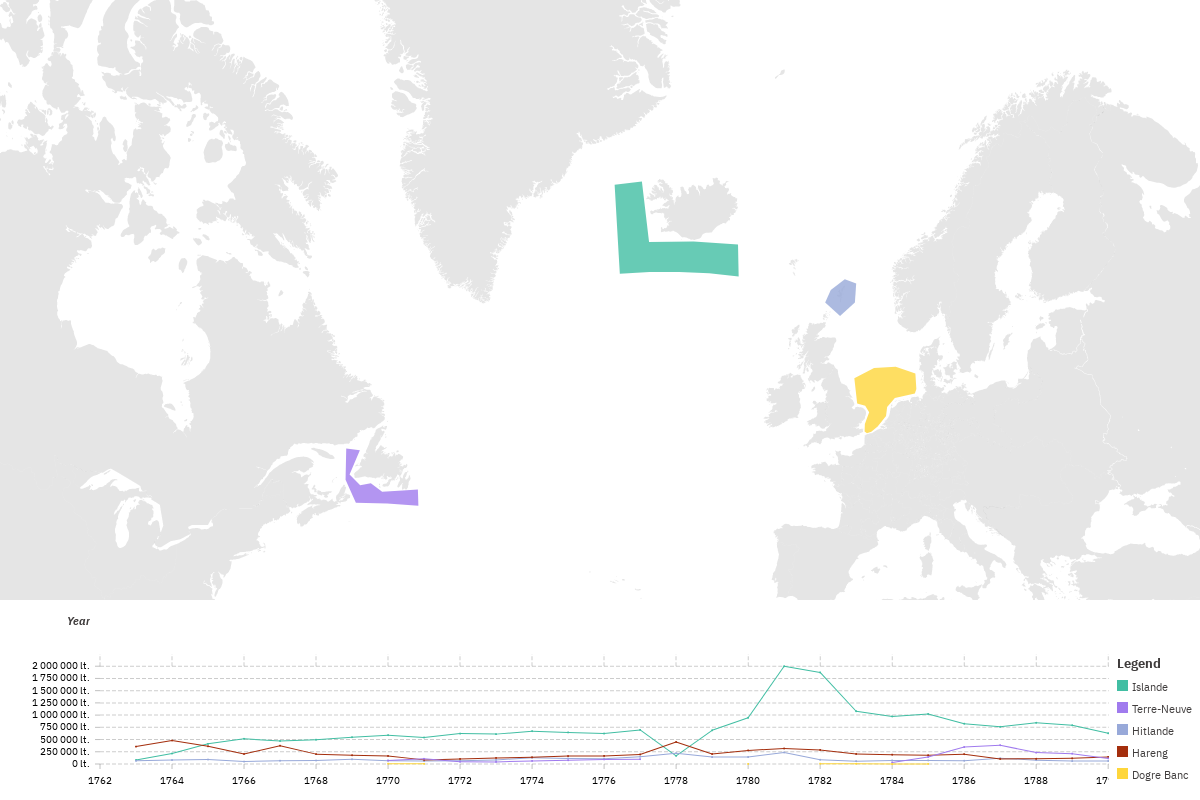 Year
2 000 000 lt.
1 750 000 lt.
1 500 000 lt.
1 250 000 lt.
1 000 000 lt.
750 000 lt.
500 000 lt.
250 000 lt.
0 lt.
1762 1764 1766 1768 1770 1772 1774 1776 1778 1780 1782 1784 1786 1788 17
Legend
Islande
Terre-Neuve
Hitlande
Hareng
Dogre Banc